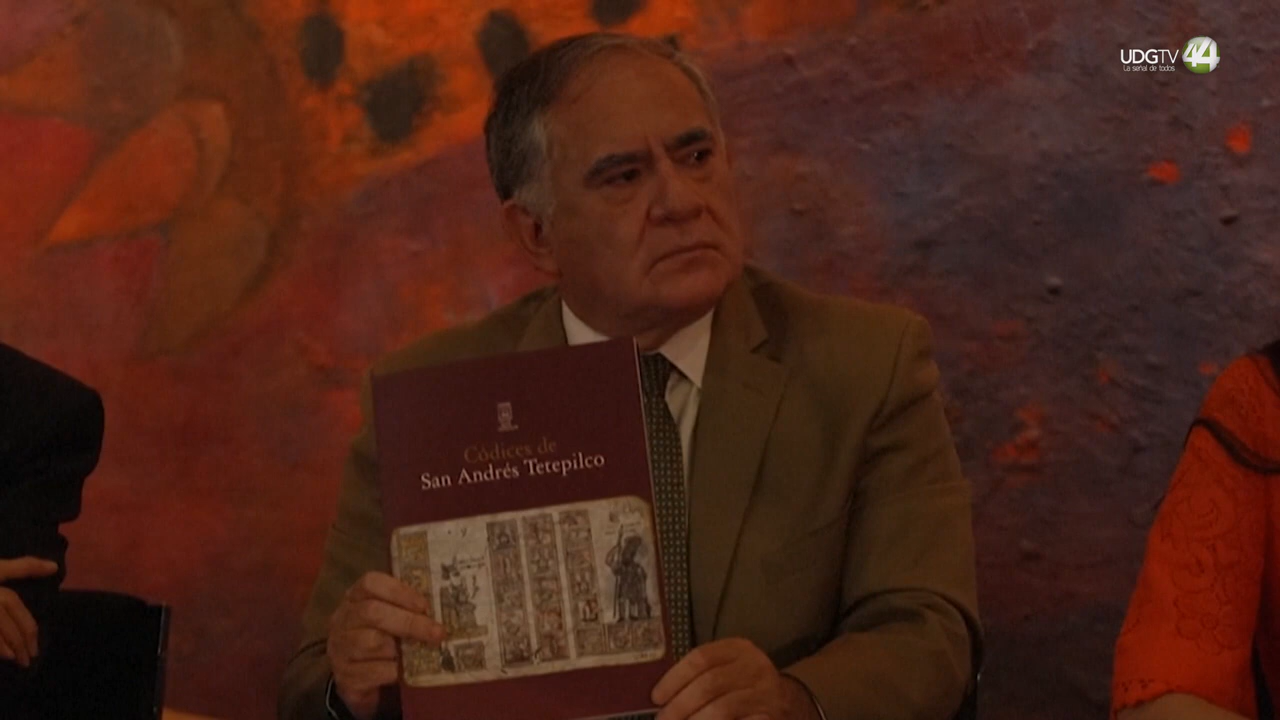 UDGTV 44
La señal de todos
Códices de
San Andrés Tetepilco